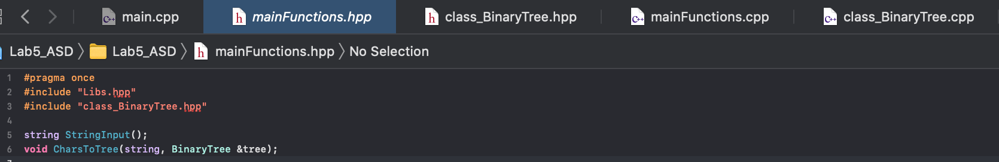 main.cpp mainFunctions.hpp class_BinaryTree.hpp mainFunctions.cpp class_BinaryTree.cpp
Lab5_ASD Lab5_ASD mainFunctions.hpp No Selection
1 #pragma once
2 #include "Libs.hpp"
3 #include "class_BinaryTree.hpp"
4
5 string StringInput();
6 void CharsToTree(string, BinaryTree &tree);